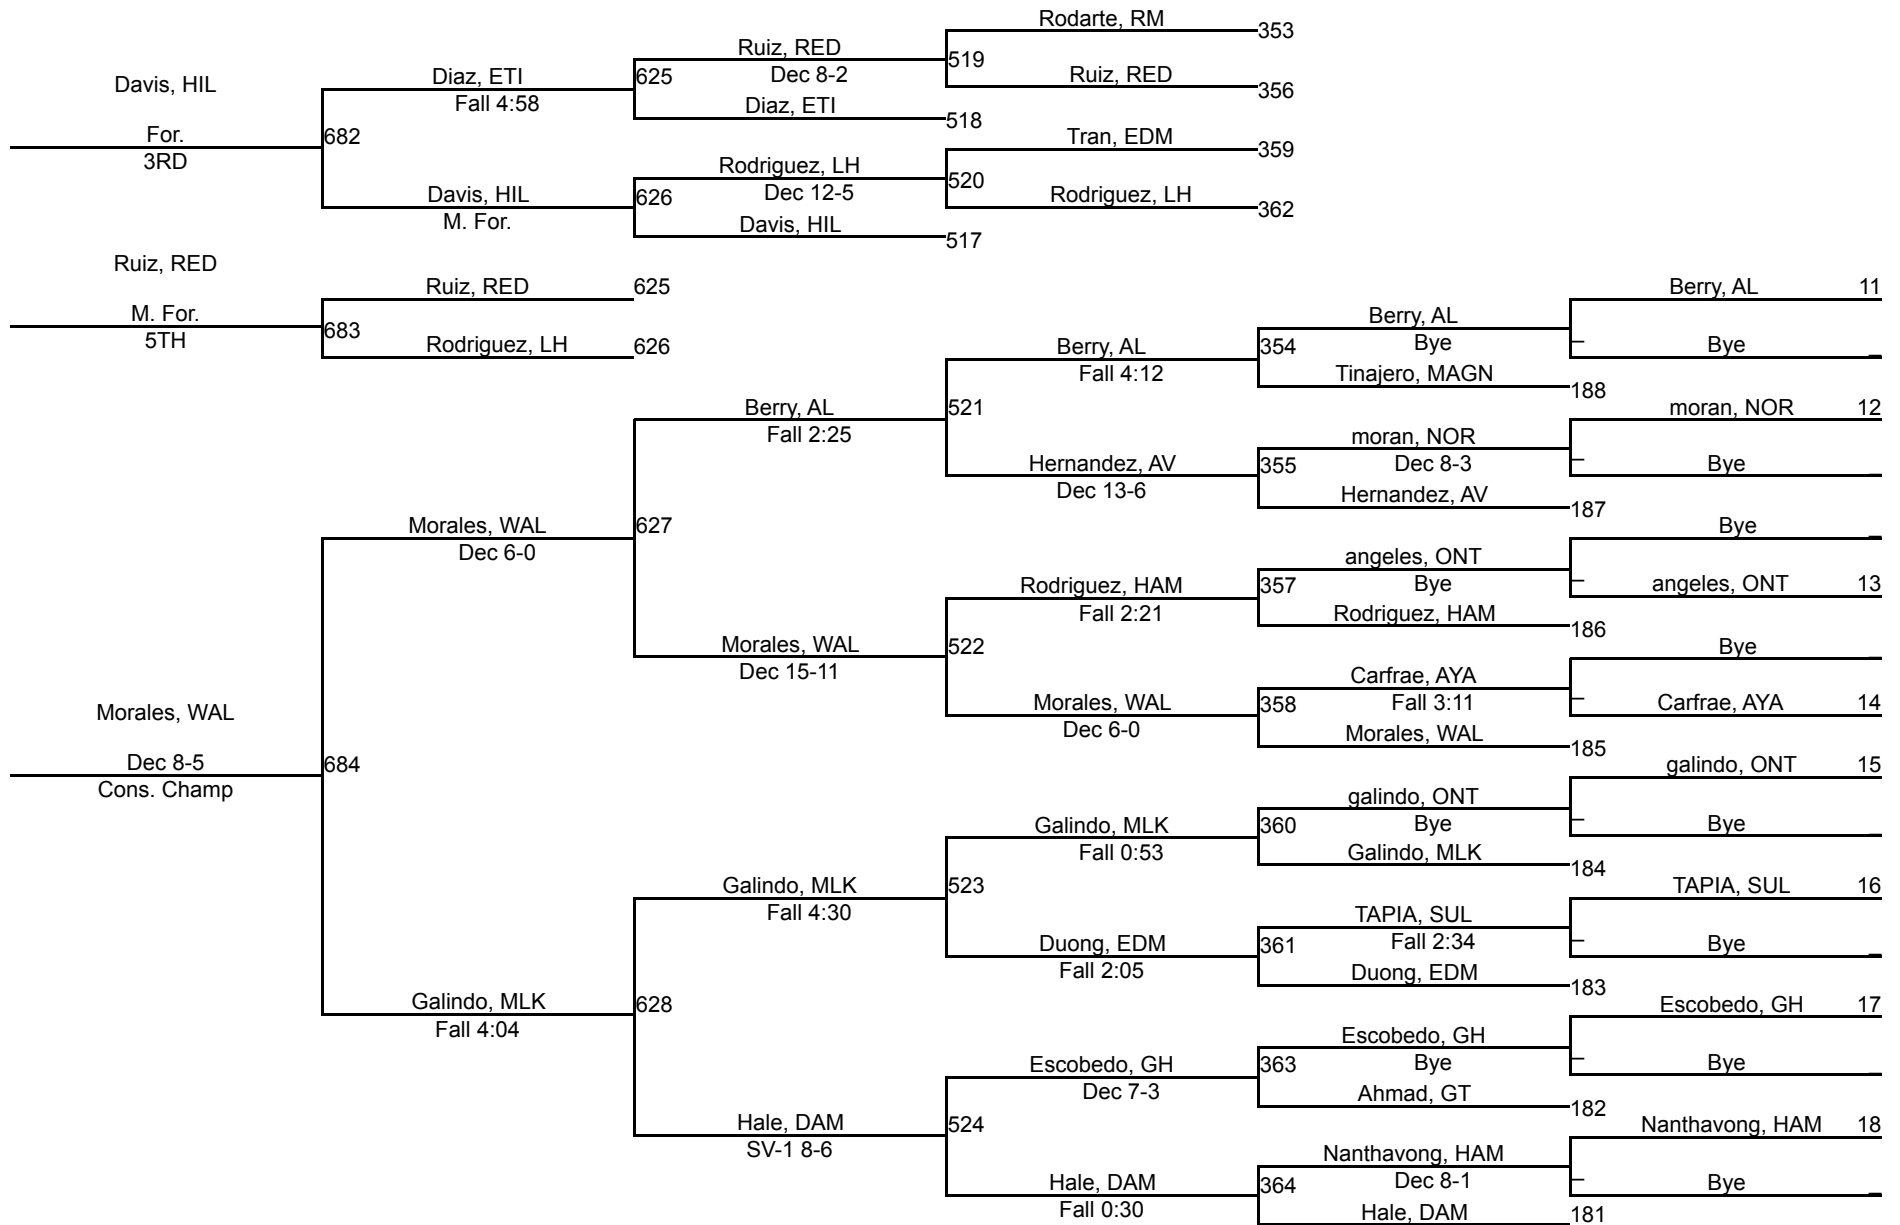 Rodarte, RM
353
Ruiz, RED
519
Dec 8-2
Ruiz, RED
356
Davis, HIL
Diaz, ETI
625
Fall 4:58
Diaz, ETI
518
For.
682
3RD
Tran, EDM
359
Rodriguez, LH
520
Dec 12-5
Rodriguez, LH
362
Davis, HIL
626
M. For.
Davis, HIL
517
Ruiz, RED
Ruiz, RED
625
M. For.
683
5TH
Rodriguez, LH
626
Berry, AL 11
Berry, AL
354
Bye
Bye
Berry, AL
Fall 4:12
Tinajero, MAGN
188
Berry, AL
521
Fall 2:25
moran, NOR 12
moran, NOR
355
Dec 8-3
Bye
Hernandez, AV
Dec 13-6
Hernandez, AV
187
Morales, WAL
627
Dec 6-0
Bye
angeles, ONT
357
Bye
angeles, ONT 13
Rodriguez, HAM
Fall 2:21
Rodriguez, HAM
186
Morales, WAL
522
Dec 15-11
Bye
Carfrae, AYA
358
Fall 3:11
Carfrae, AYA 14
Morales, WAL
Dec 6-0
Morales, WAL
185
Morales, WAL
Dec 8-5
684
Cons. Champ
galindo, ONT 15
galindo, ONT
360
Bye
Bye
Galindo, MLK
Fall 0:53
Galindo, MLK
184
Galindo, MLK
523
Fall 4:30
TAPIA, SUL 16
TAPIA, SUL
361
Fall 2:34
Bye
Duong, EDM
Fall 2:05
Duong, EDM
183
Galindo, MLK
628
Fall 4:04
Escobedo, GH 17
Escobedo, GH
363
Bye
Bye
Escobedo, GH
Dec 7-3
Ahmad, GT
182
Hale, DAM
524
SV-1 8-6
Nanthavong, HAM 18
Nanthavong, HAM
364
Dec 8-1
Bye
Hale, DAM
Fall 0:30
Hale, DAM
181